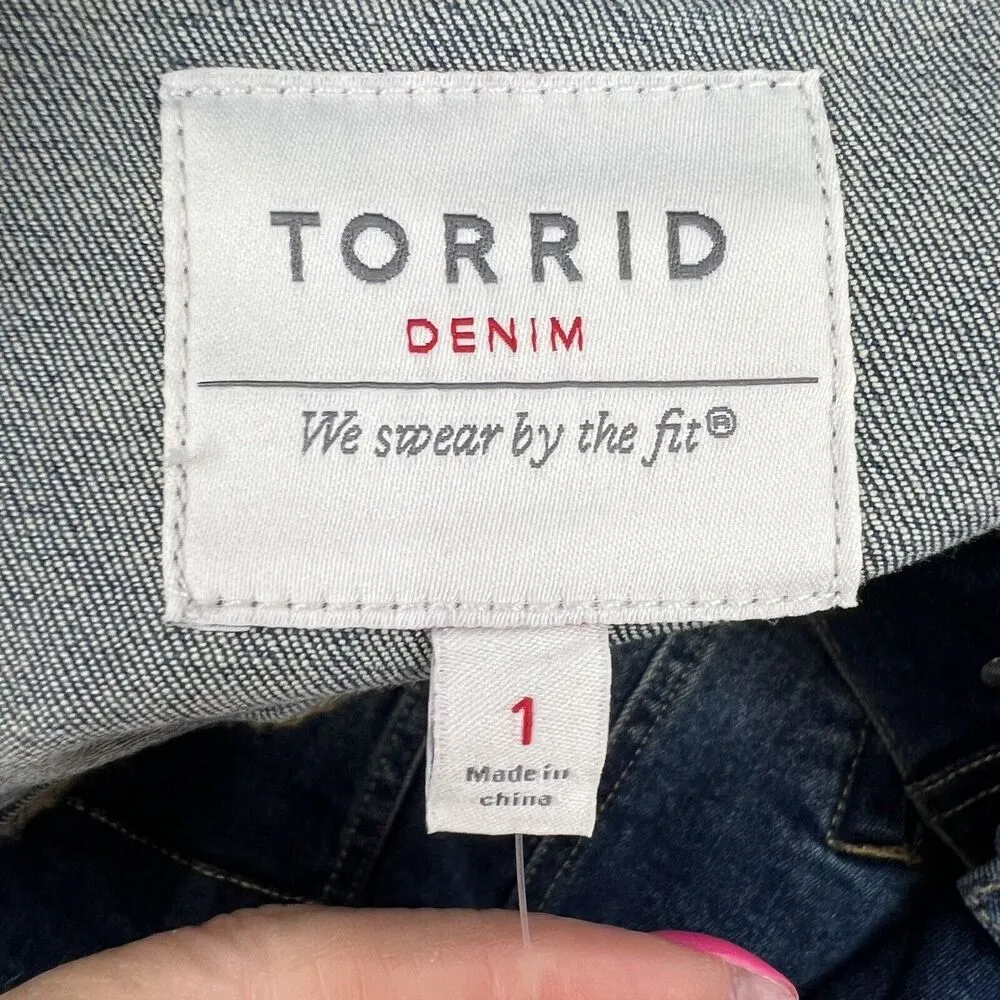 TORRID
DENIM
We swear by the fit®
1
Made in
china